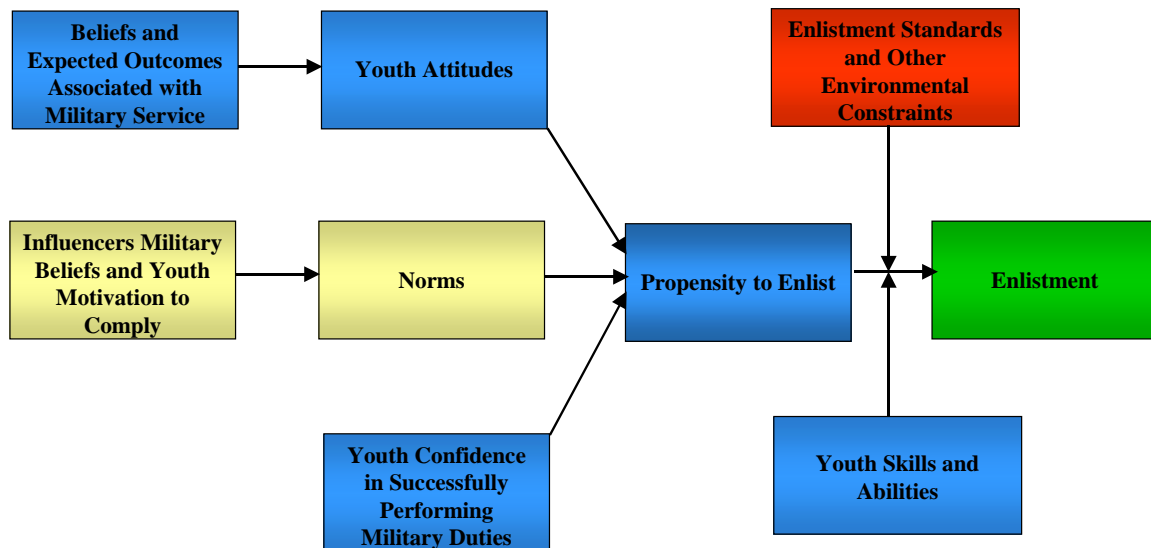 Beliefs and
Expected Outcomes
Associated with
Military Service
Youth Attitudes
Enlistment Standards
and Other
Environmental
Constraints
Influencers Military
Beliefs and Youth
Motivation to
Comply
Norms
Propensity to Enlist
Enlistment
Youth Confidence
in Successfully
Performing
Military Duties
Youth Skills and
Abilities